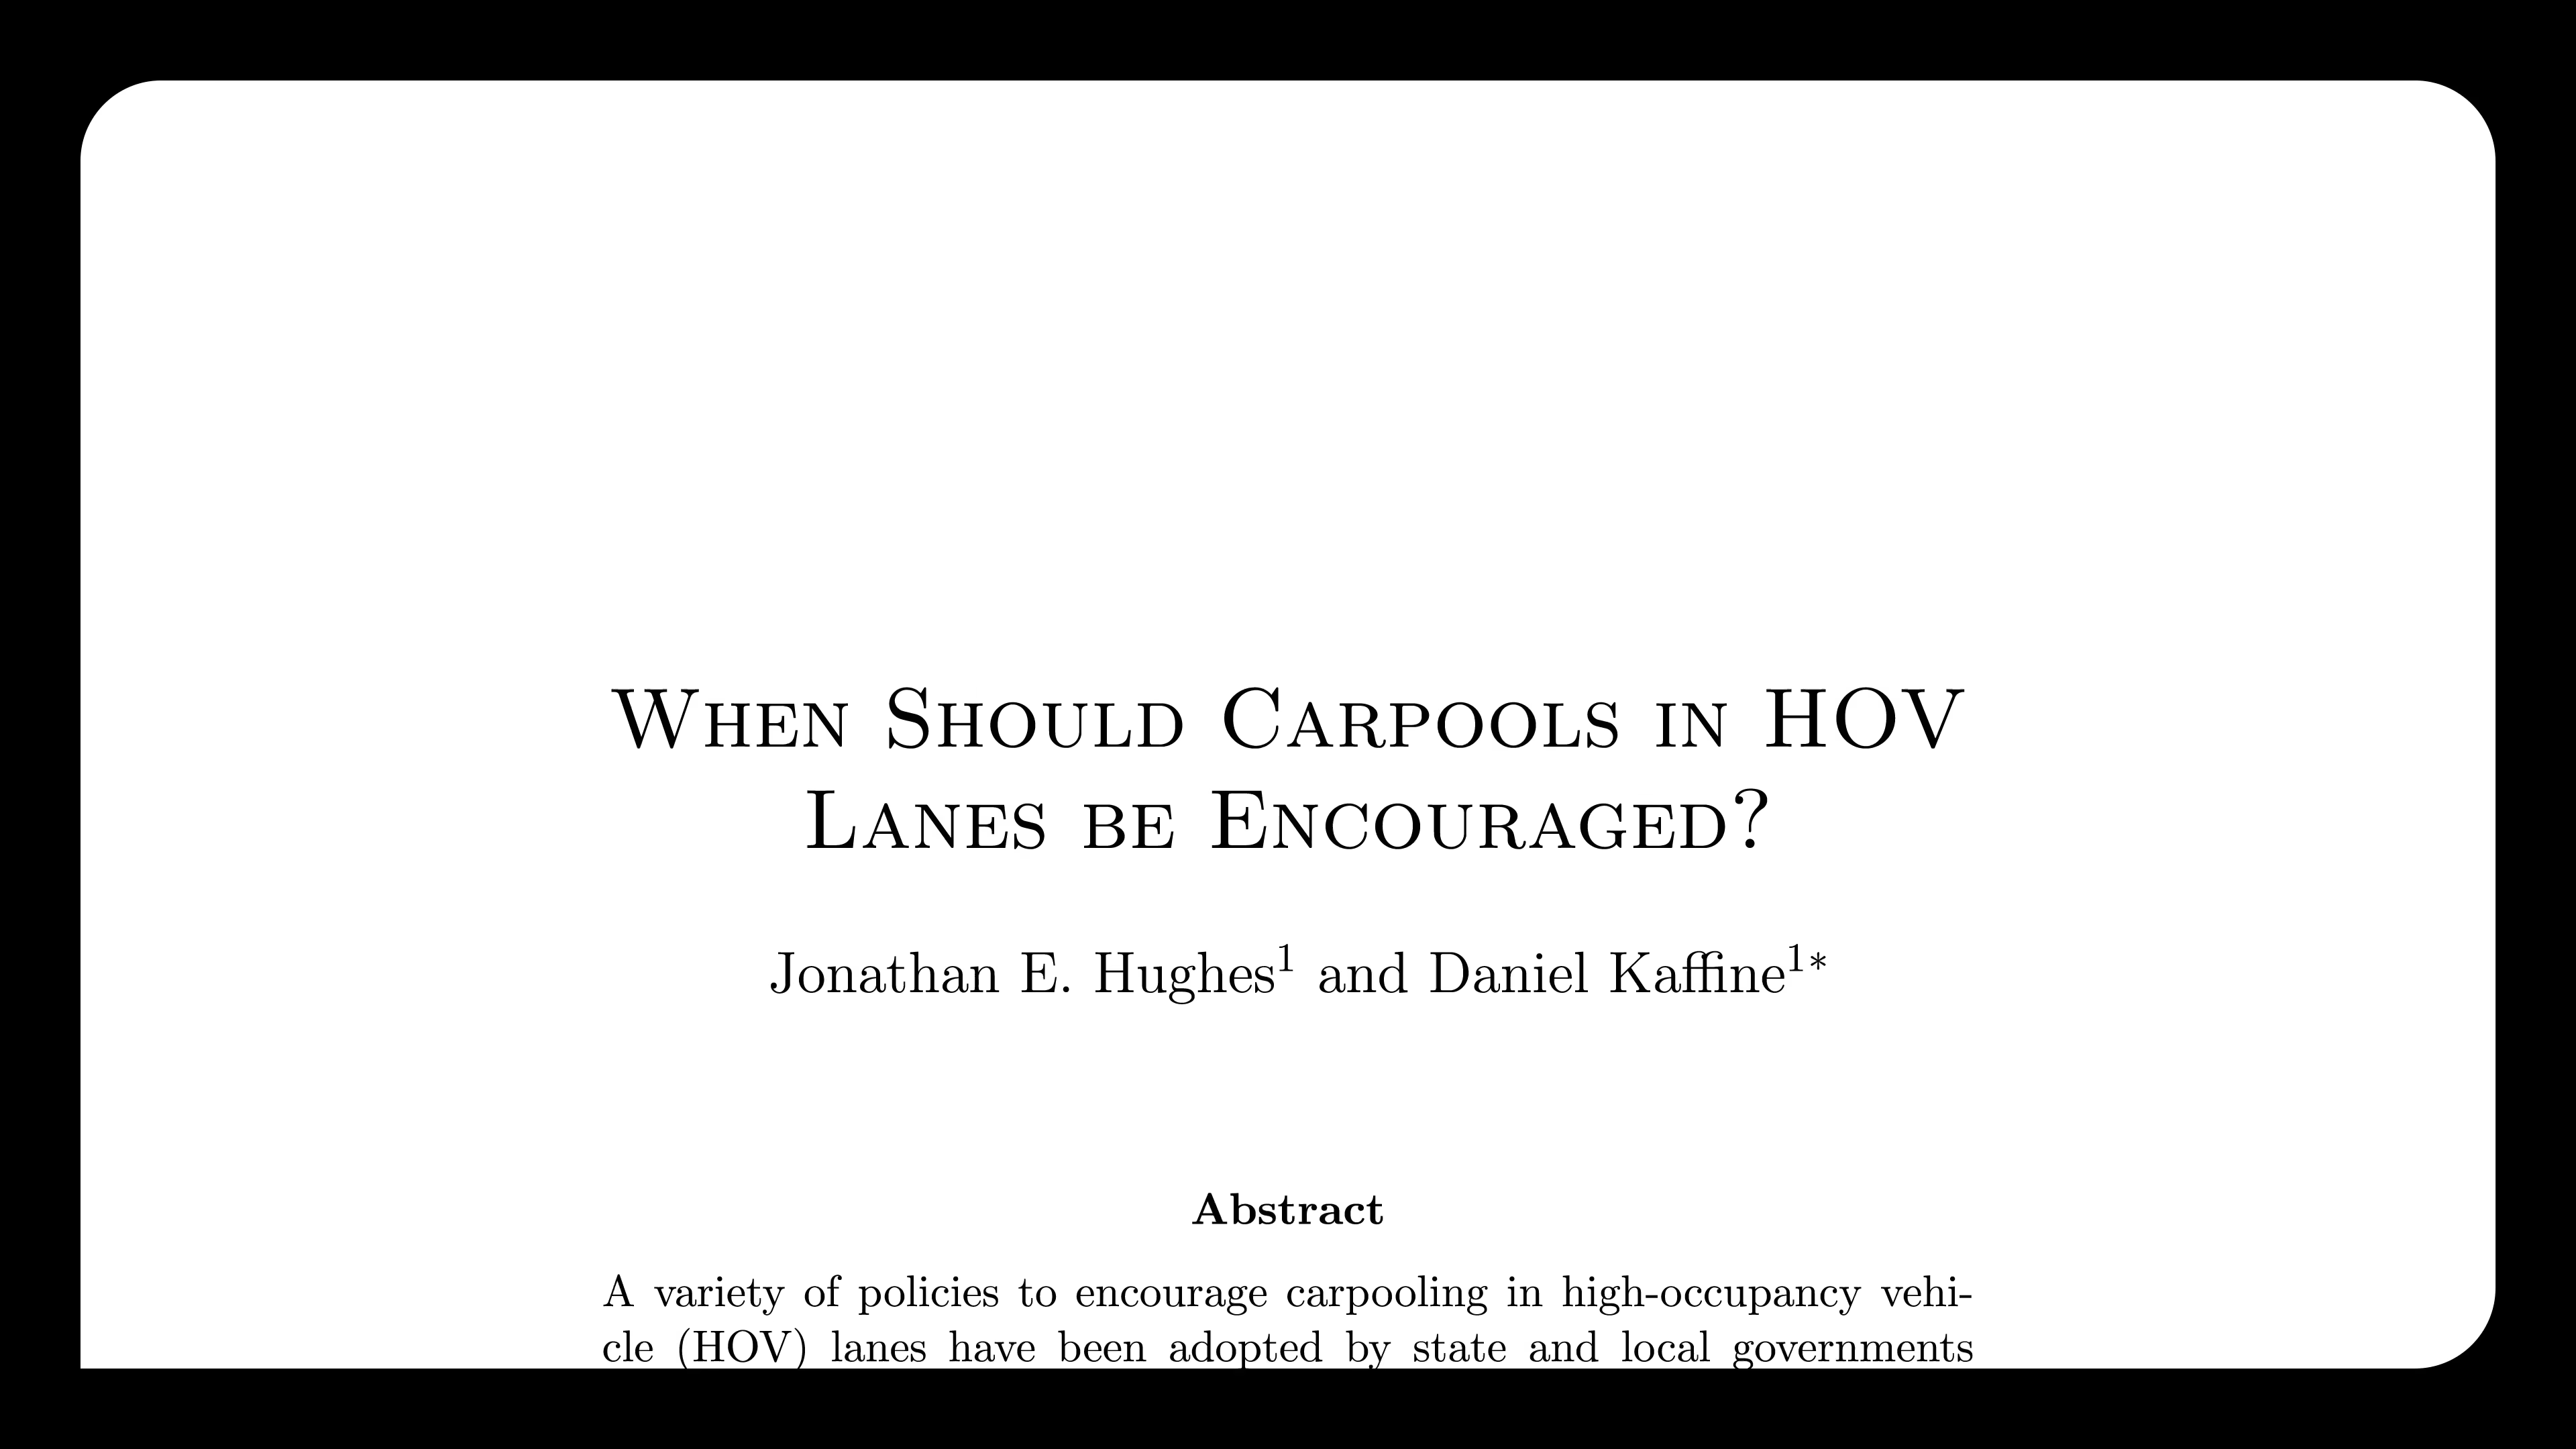 When Should Carpools in HOV
Lanes be Encouraged?
Jonathan E. Hughes¹ and Daniel Kaffine¹*
Abstract
A variety of policies to encourage carpooling in high-occupancy vehi-
cle (HOV) lanes have been adopted by state and local governments